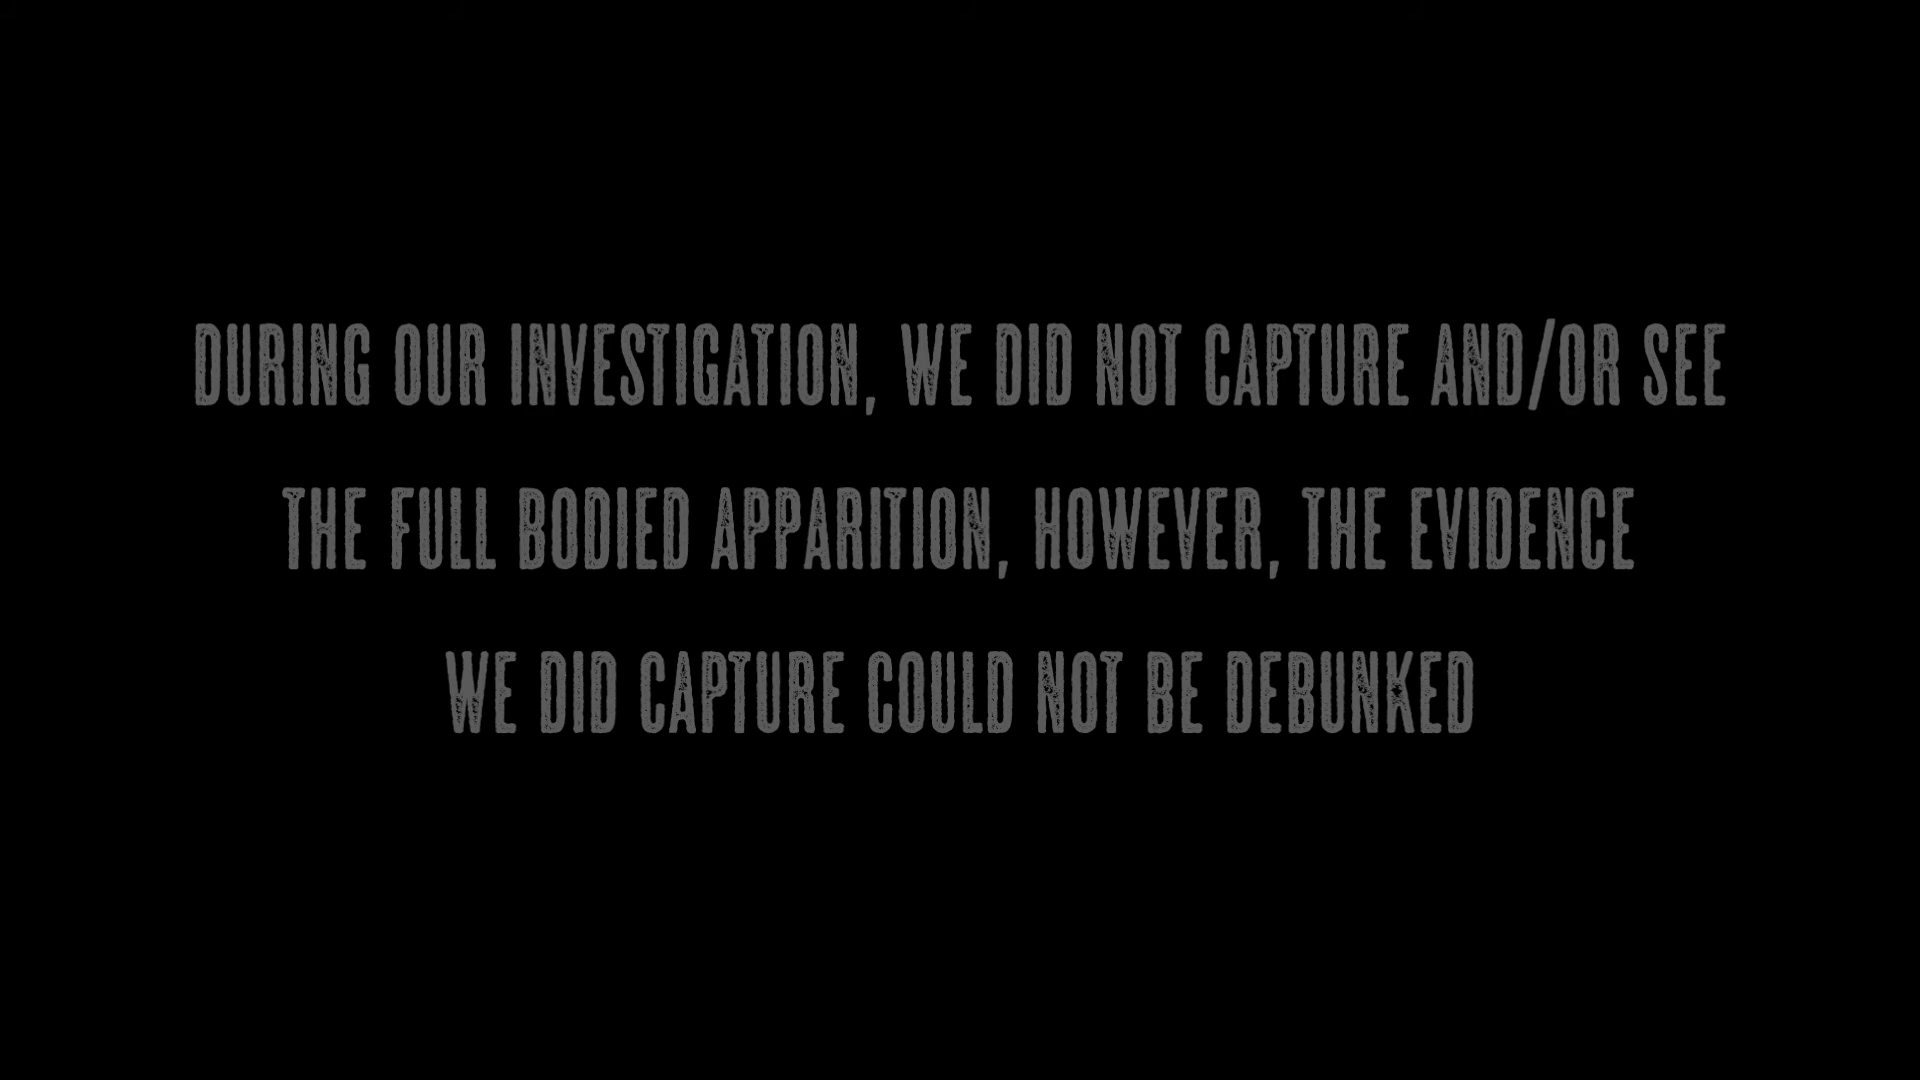 DURING OUR INVESTIGATION, WE DID NOT CAPTURE AND/OR SEE
THE FULL BODIED APPARITION, HOWEVER, THE EVIDENCE
WE DID CAPTURE COULD NOT BE DEBUNKED